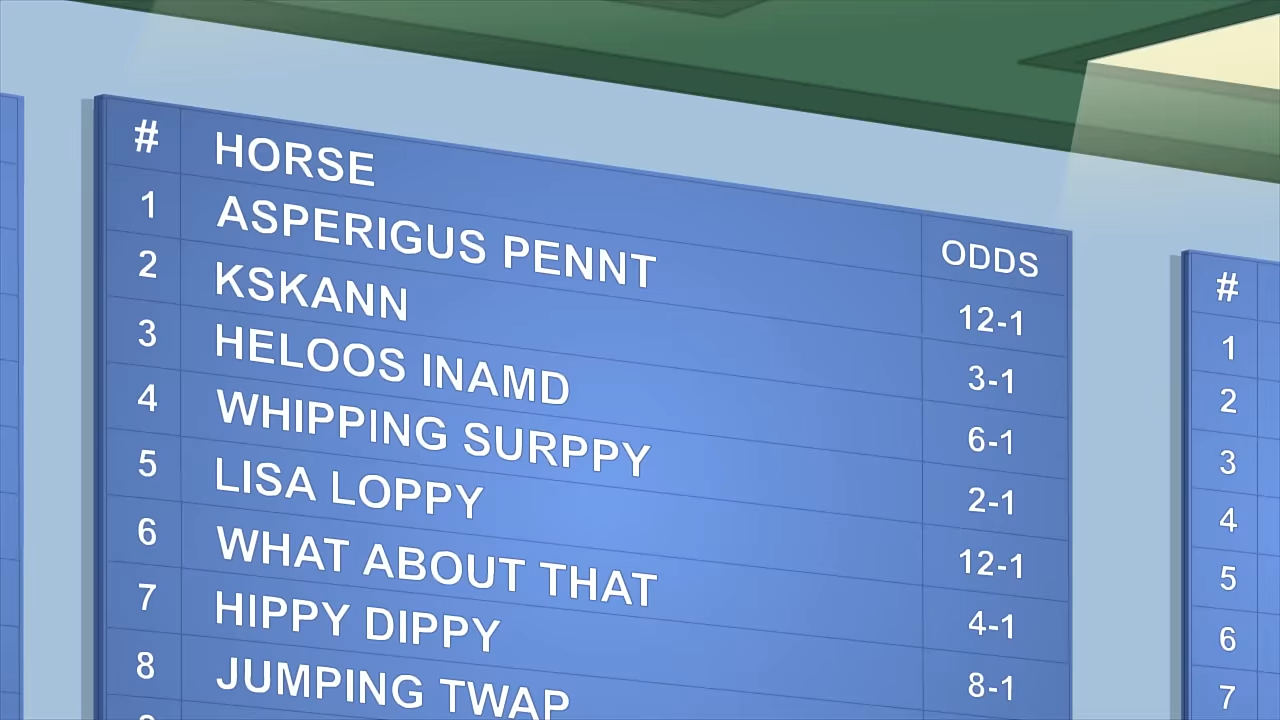 # HORSE ODDS
1 ASPERIGUS PENNT 12-1
2 KSKANN 3-1
3 HELOOS INAMD 6-1
4 WHIPPING SURPPY 2-1
5 LISA LOPPY 12-1
6 WHAT ABOUT THAT 4-1
7 HIPPY DIPPY 8-1
8 JUMPING TWAP
#
1
2
3
4
5
6
7